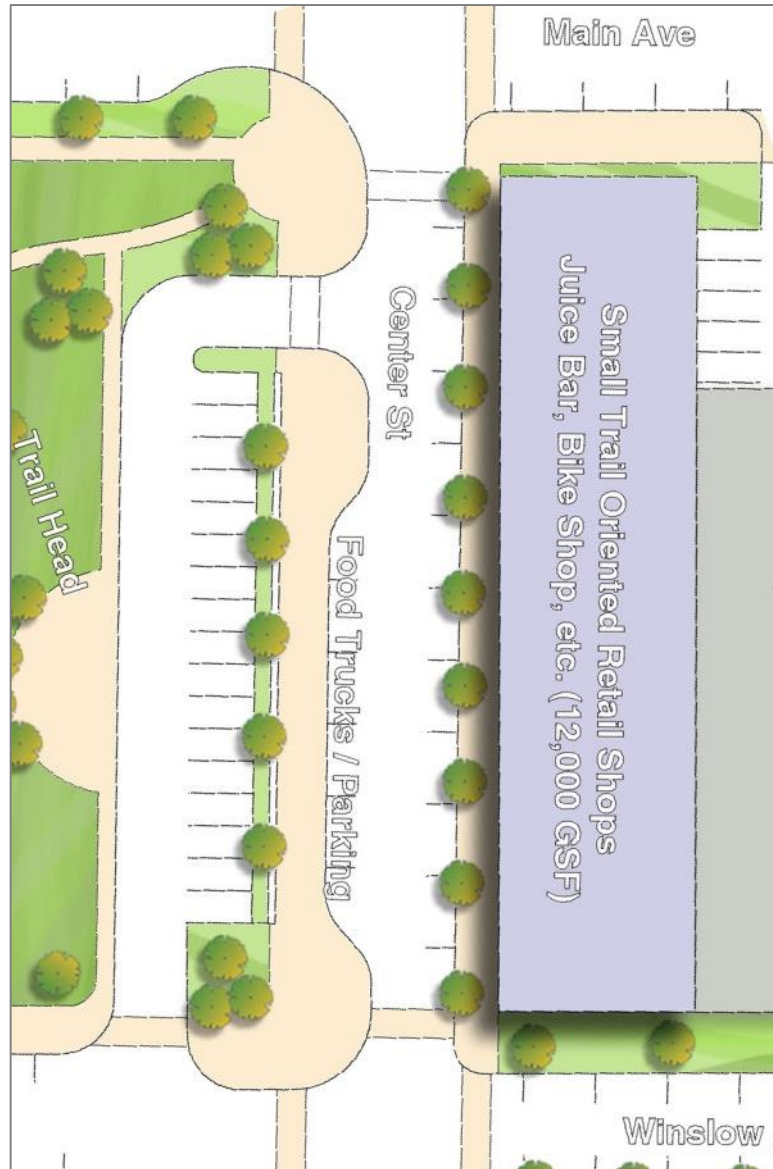 Main Ave
Center St
Small Trail Oriented Retail Shops
Juice Bar, Bike Shop, etc. (12,000 GSF)
Trail Head
Food Trucks / Parking
Winslow